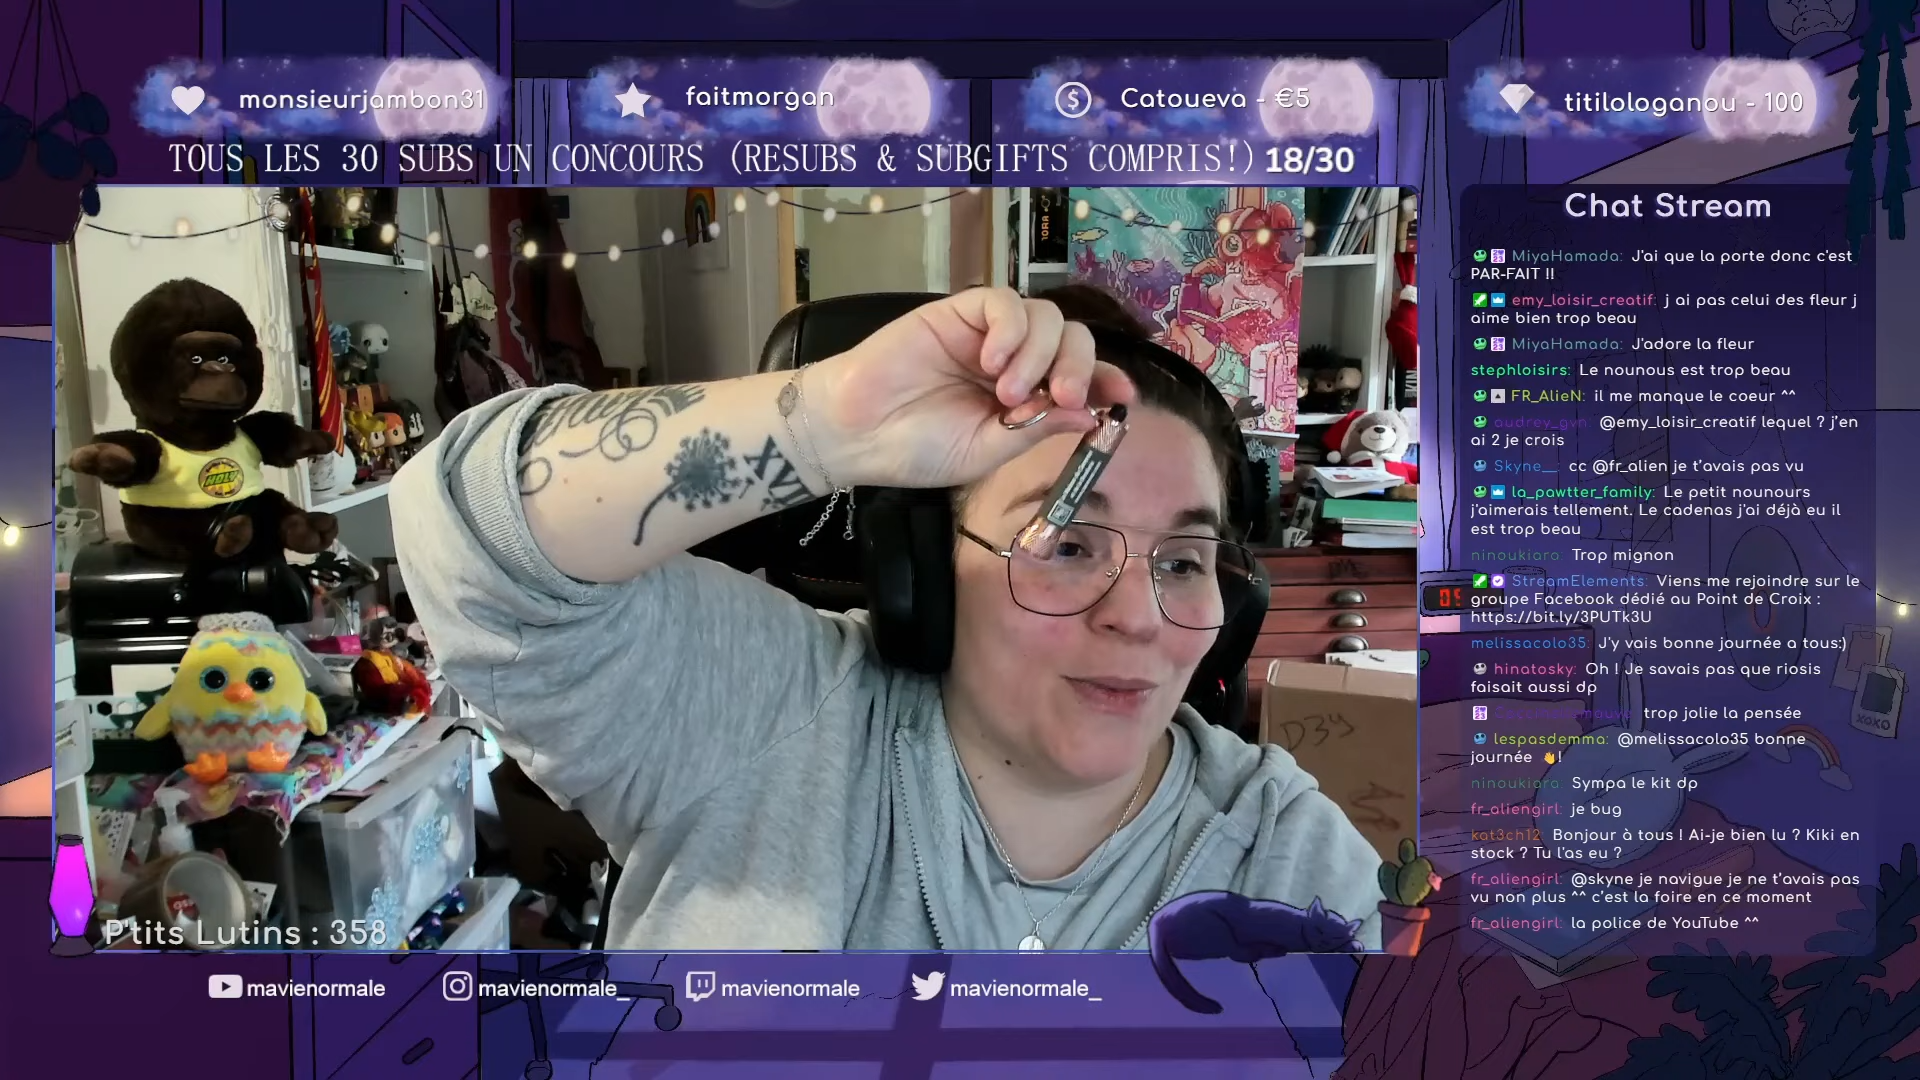 monsieurjambon31
faitmorgan
Catoueva - €5
titilologanou - 100
TOUS LES 30 SUBS UN CONCOURS (RESUBS & SUBGIFTS COMPRIS!) 18/30
Chat Stream
MiyaHamada: J'ai que la porte donc c'est
PAR-FAIT !!
emy_loisir_creatif: j ai pas celui des fleur j
aime bien trop beau
MiyaHamada: J'adore la fleur
stephloisirs: Le nounous est trop beau
FR_AlieN: il me manque le coeur ^^
audrey_gvn: @emy_loisir_creatif lequel ? j'en
ai 2 je crois
Skyne__: cc @fr_alien je t'avais pas vu
la_pawtter_family: Le petit nounours
j'aimerais tellement. Le cadenas j'ai déjà eu il
est trop beau
ninoukiara: Trop mignon
StreamElements: Viens me rejoindre sur le
groupe Facebook dédié au Point de Croix :
https://bit.ly/3PUTk3U
melissacolo35: J'y vais bonne journée a tous:)
hinatosky: Oh ! Je savais pas que riosis
faisait aussi dp
trop jolie la pensée
lespasdemma: @melissacolo35 bonne
journée 👋!
ninoukiara: Sympa le kit dp
fr_aliengirl: je bug
kat3ch12: Bonjour à tous ! Ai-je bien lu ? Kiki en
stock ? Tu l'as eu ?
fr_aliengirl: @skyne je navigue je ne t'avais pas
vu non plus ^^ c'est la foire en ce moment
fr_aliengirl: la police de YouTube ^^
HOLY
XVI
D34
XOXO
P'tits Lutins : 358
mavienormale
mavienormale_
mavienormale
mavienormale_